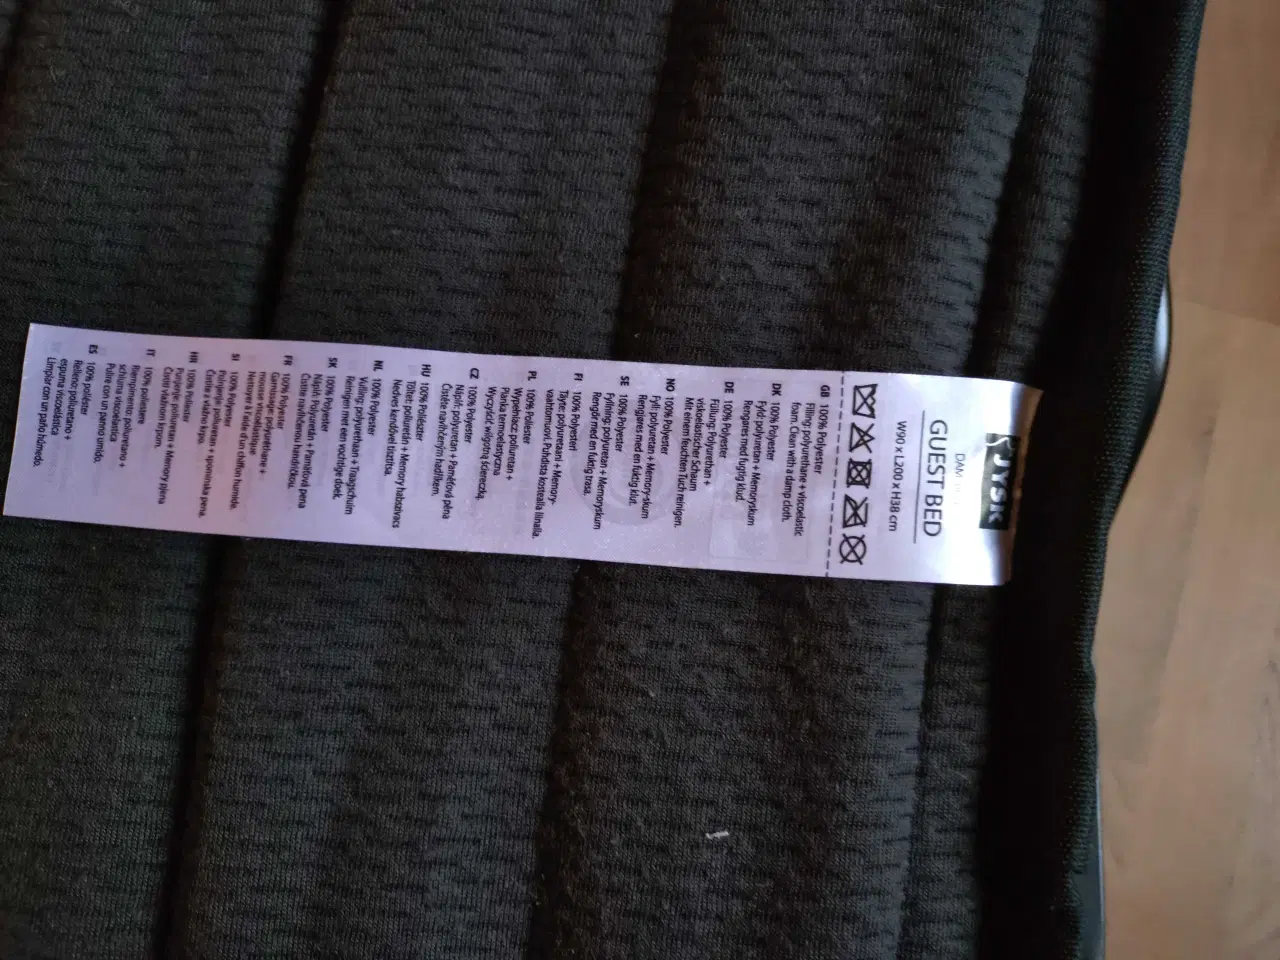 JYSK
GUEST BED
W90 x L200 x H38 cm
GB 100% Polyester
Filling: polyurethane + viscoelastic
foam. Clean with a damp cloth.
DK 100% Polyester
Fyld: polyuretan + Memoryskum
Rengøres med fugtig klud.
DE 100% Polyester
Füllung: Polyurethan +
viskoelastischer Schaum
Mit einem feuchten Tuch reinigen.
NO 100% Polyester
Fyll: polyuretan + Memory-skum
Rengjøres med en fuktig klut.
SE 100% Polyester
Fyllning: polyuretan + Memoryskum
Rengör med en fuktig trasa.
FI 100% Polyesteri
Täyte: polyuretaani + Memory-
vaahtomuovi. Puhdista kostealla liinalla.
PL 100% Poliester
Wypełniacz: poliuretan +
Pianka termoelastyczna
Wyczyścić wilgotną ściereczką.
CZ 100% Polyester
Náplň: polyuretan + Paměťová pěna
Čistěte navlhčeným hadříkem.
HU 100% Poliészter
Töltet: poliuretán + Memory habszivacs
Nedves kendővel tisztítsa.
NL 100% Polyester
Vulling: polyurethan + Traagschuim
Reinigen met een vochtige doek.
SK 100% Polyester
Náplň: Polyuretán + Pamäťová pena
Čistite navlhčenou handričkou.
FR 100% Polyester
Garnissage: polyuréthane +
mousse viscoélastique
Nettoyer à l'aide d'un chiffon humide.
SI 100% Polyester
Polnjenje: poliuretan + spominska pena.
Čistite z vlažno krpo.
HR 100% Poliester
Punjenje: poliuretan + Memory pjena
Čistiti vlažnom krpom.
IT 100% poliestere
Riempimento: poliuretano +
schiuma viscoelastica
Pulire con un panno umido.
ES 100% poliéster
Relleno: poliuretano +
espuma viscoelástica
Limpiar con un paño húmedo.